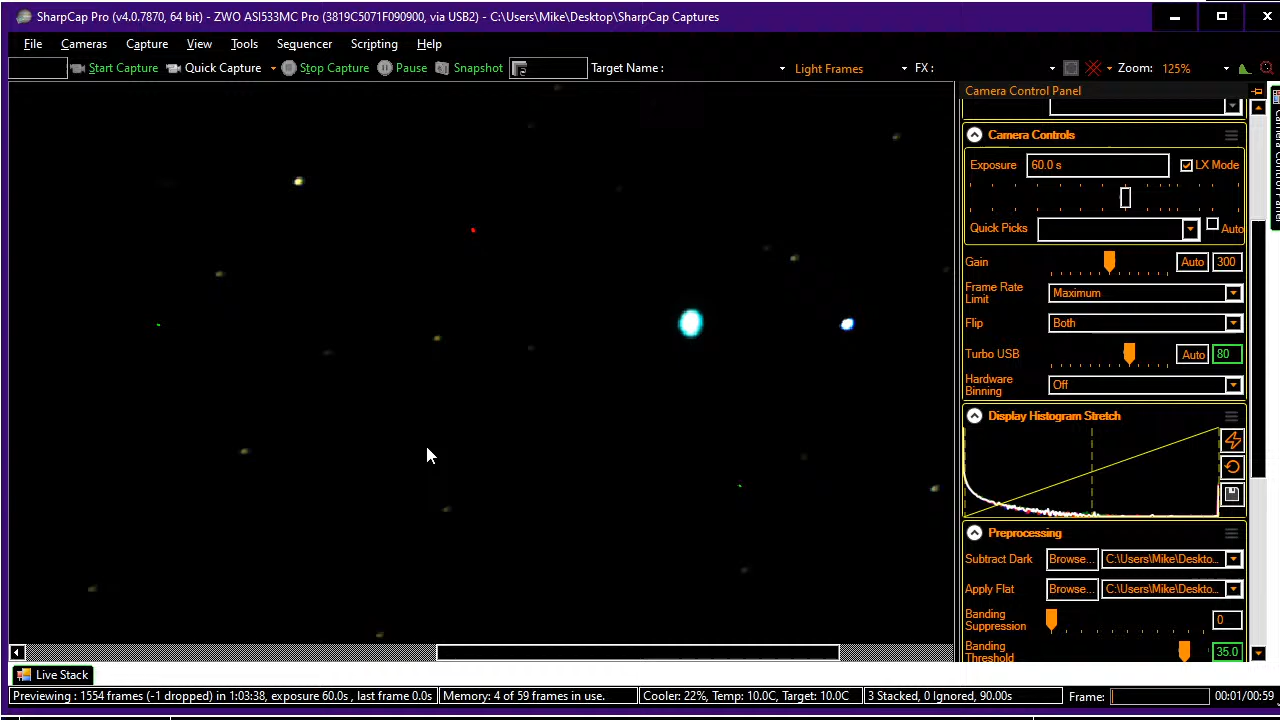 SharpCap Pro (v4.0.7870, 64 bit) - ZWO ASI533MC Pro (3819C5071F090900, via USB2) - C:\Users\Mike\Desktop\SharpCap Captures
File Cameras Capture View Tools Sequencer Scripting Help
Start Capture Quick Capture Stop Capture Pause Snapshot Target Name : Light Frames FX : Zoom: 125%
Camera Control Panel
Camera Controls
Exposure 60.0 s LX Mode
Quick Picks Auto
Gain Auto 300
Frame Rate Limit Maximum
Flip Both
Turbo USB Auto 80
Hardware Binning Off
Display Histogram Stretch
Preprocessing
Subtract Dark Browse... C:\Users\Mike\Deskto...
Apply Flat Browse... C:\Users\Mike\Deskto...
Banding Suppression 0
Banding Threshold 35.0
Camera Control Panel
Live Stack
Previewing : 1554 frames (-1 dropped) in 1:03:38, exposure 60.0s , last frame 0.0s Memory: 4 of 59 frames in use. Cooler: 22%, Temp: 10.0C, Target: 10.0C 3 Stacked, 0 Ignored, 90.00s Frame: 00:01/00:59